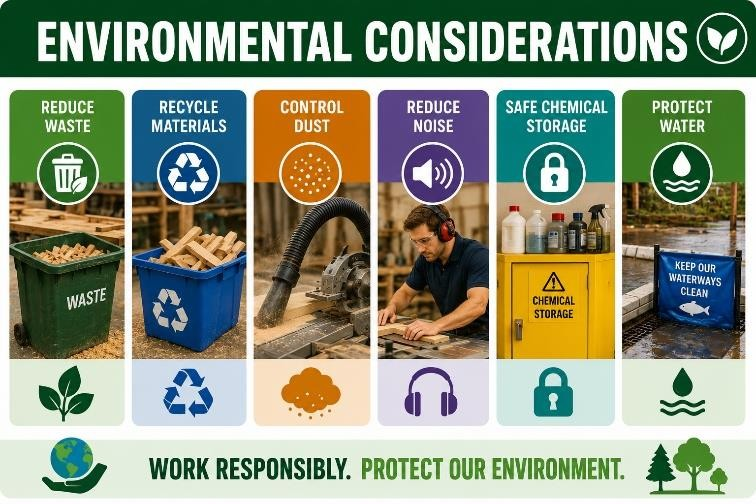 ENVIRONMENTAL CONSIDERATIONS
REDUCE
WASTE
RECYCLE
MATERIALS
CONTROL
DUST
REDUCE
NOISE
SAFE CHEMICAL
STORAGE
PROTECT
WATER
WASTE
CHEMICAL
STORAGE
KEEP OUR
WATERWAYS
CLEAN
WORK RESPONSIBLY. PROTECT OUR ENVIRONMENT.